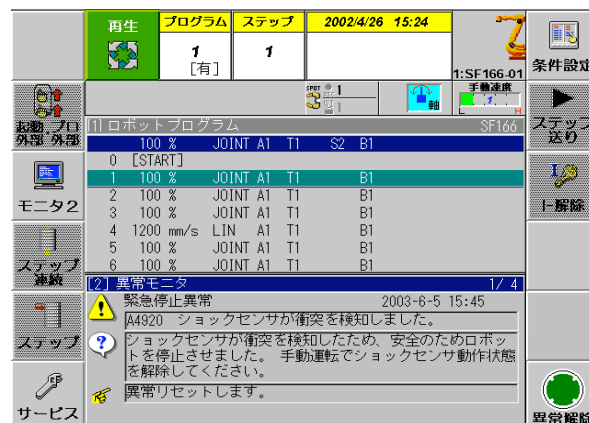 再生
プログラム
ステップ
2002/4/26 15:24
1
[有]
1
1:SF166-01
条件設定
手動速度
SPOT
1
1
軸
L
H
起動 プロ
外部 外部
ステップ
送り
[1] ロボットプログラム SF166
100 % JOINT A1 T1 S2 B1
0 [START]
1 100 % JOINT A1 T1 B1
2 100 % JOINT A1 T1 B1
3 100 % JOINT A1 T1 B1
4 1200 mm/s LIN A1 T1 B1
5 100 % JOINT A1 T1 B1
6 100 % JOINT A1 T1 B1
モニタ2
I-解除
ステップ
連続
[2] 異常モニタ 1/ 4
緊急停止異常 2003-6-5 15:45
A4920 ショックセンサが衝突を検知しました。
ショックセンサが衝突を検知したため、安全のためロボッ
トを停止させました。 手動運転でショックセンサ動作状態
を解除してください。
異常リセットします。
ステップ
サービス
異常解除